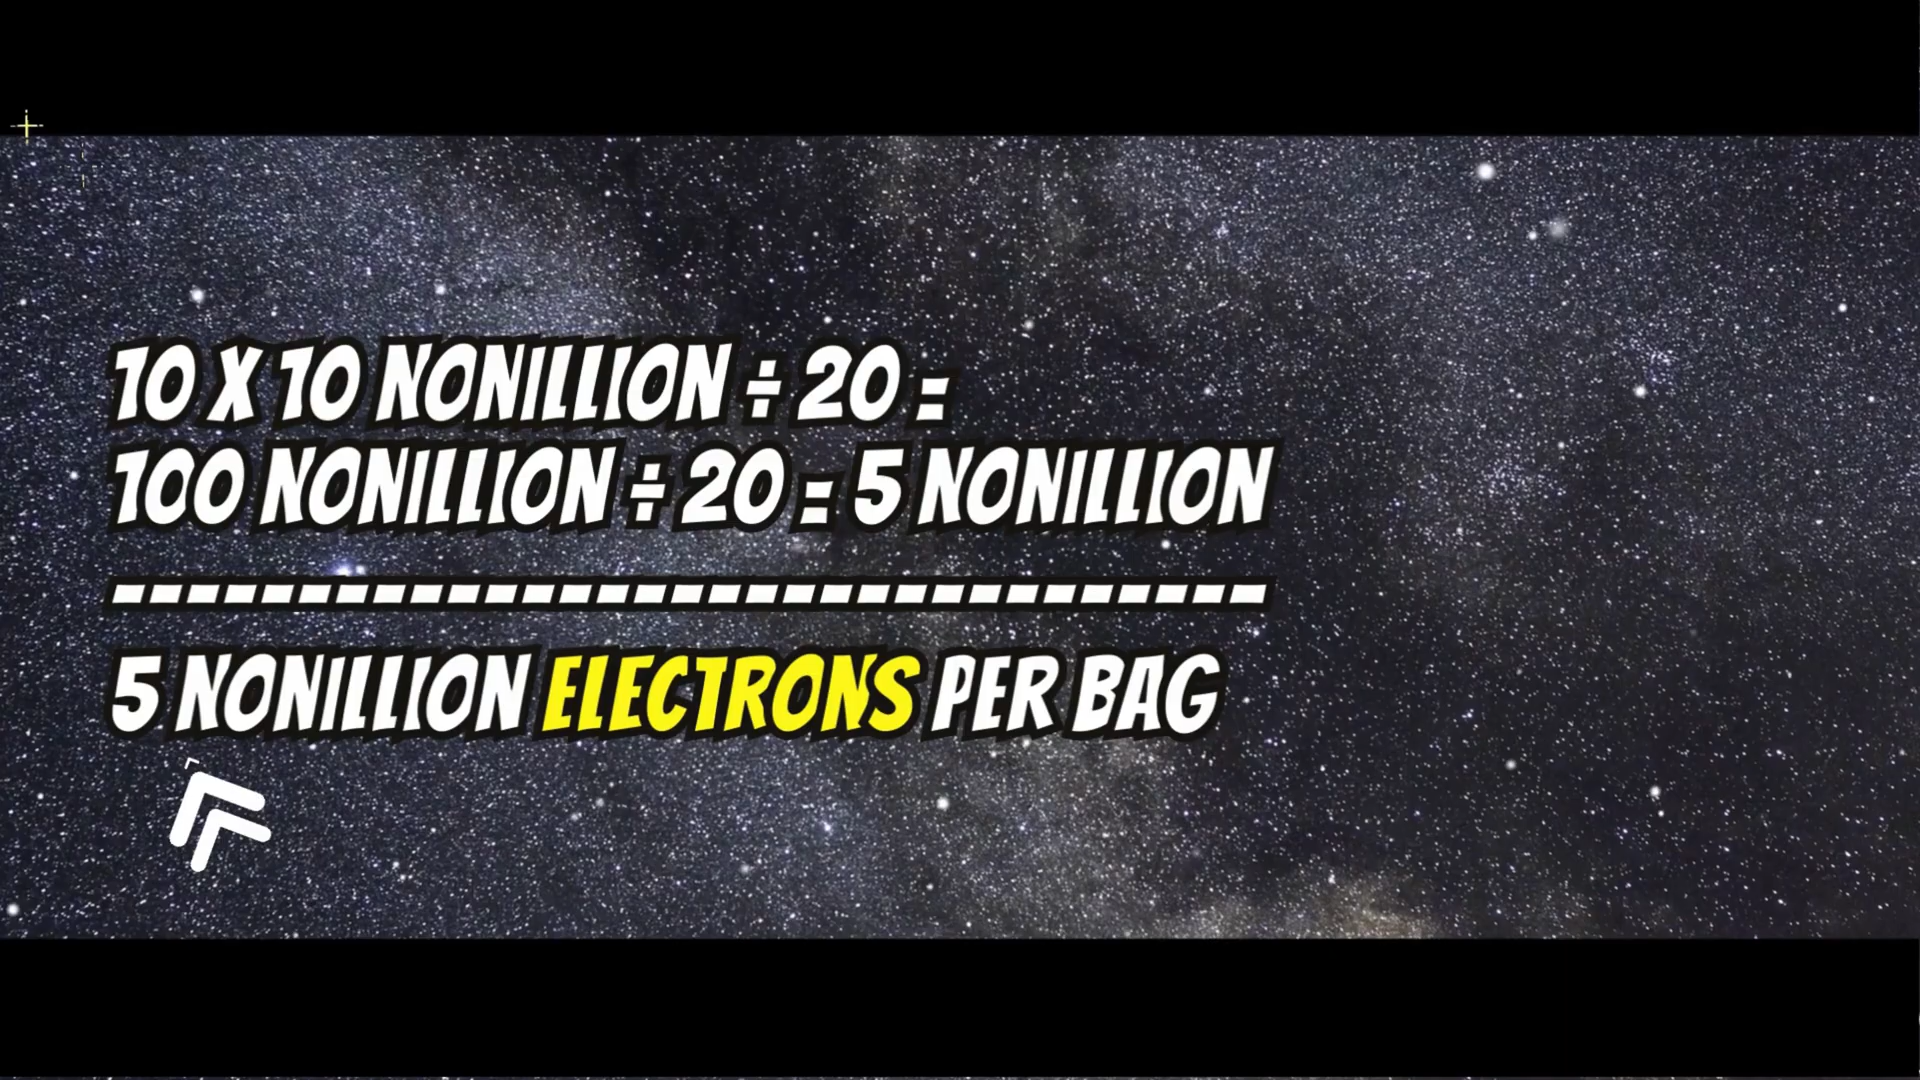 10 X 10 NONILLION ÷ 20 =
100 NONILLION ÷ 20 = 5 NONILLION
--------------------------------
5 NONILLION ELECTRONS PER BAG